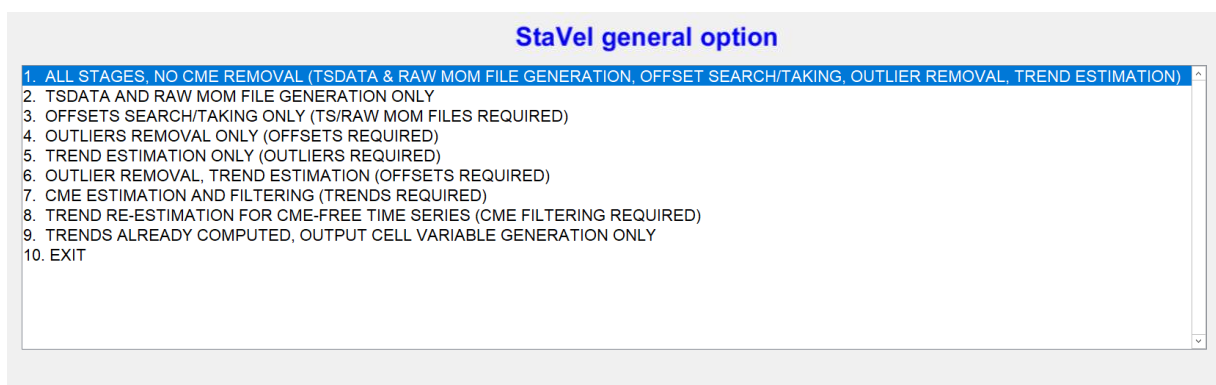 StaVel general option
1. ALL STAGES, NO CME REMOVAL (TSDATA & RAW MOM FILE GENERATION, OFFSET SEARCH/TAKING, OUTLIER REMOVAL, TREND ESTIMATION)
2. TSDATA AND RAW MOM FILE GENERATION ONLY
3. OFFSETS SEARCH/TAKING ONLY (TS/RAW MOM FILES REQUIRED)
4. OUTLIERS REMOVAL ONLY (OFFSETS REQUIRED)
5. TREND ESTIMATION ONLY (OUTLIERS REQUIRED)
6. OUTLIER REMOVAL, TREND ESTIMATION (OFFSETS REQUIRED)
7. CME ESTIMATION AND FILTERING (TRENDS REQUIRED)
8. TREND RE-ESTIMATION FOR CME-FREE TIME SERIES (CME FILTERING REQUIRED)
9. TRENDS ALREADY COMPUTED, OUTPUT CELL VARIABLE GENERATION ONLY
10. EXIT